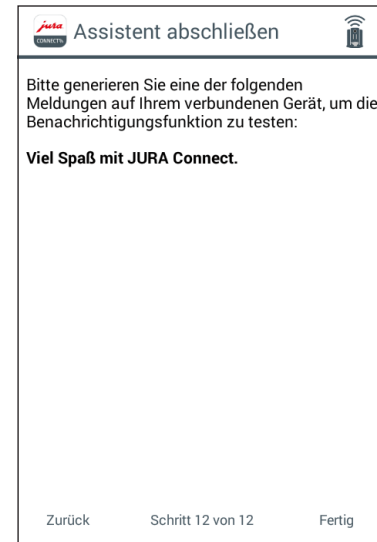 jura
CONNECT%
Assistent abschließen
Bitte generieren Sie eine der folgenden
Meldungen auf Ihrem verbundenen Gerät, um die
Benachrichtigungsfunktion zu testen:
Viel Spaß mit JURA Connect.
Zurück Schritt 12 von 12 Fertig